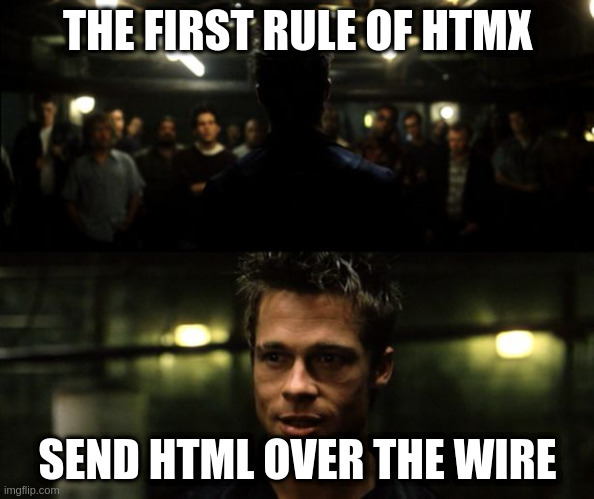 THE FIRST RULE OF HTMX
SEND HTML OVER THE WIRE
imgflip.com